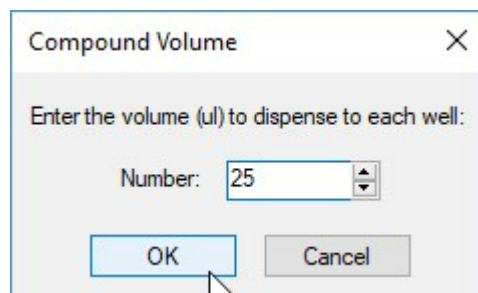 Compound Volume
Enter the volume (ul) to dispense to each well:
Number: 25
OK Cancel